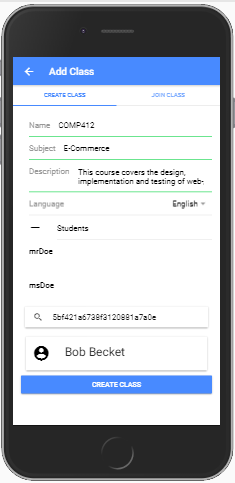 Add Class
CREATE CLASS JOIN CLASS
Name COMP412
Subject E-Commerce
Description This course covers the design,
implementation and testing of web-
Language English
Students
mrDoe
msDoe
5bf421a6738f3120881a7a0e
Bob Becket
CREATE CLASS